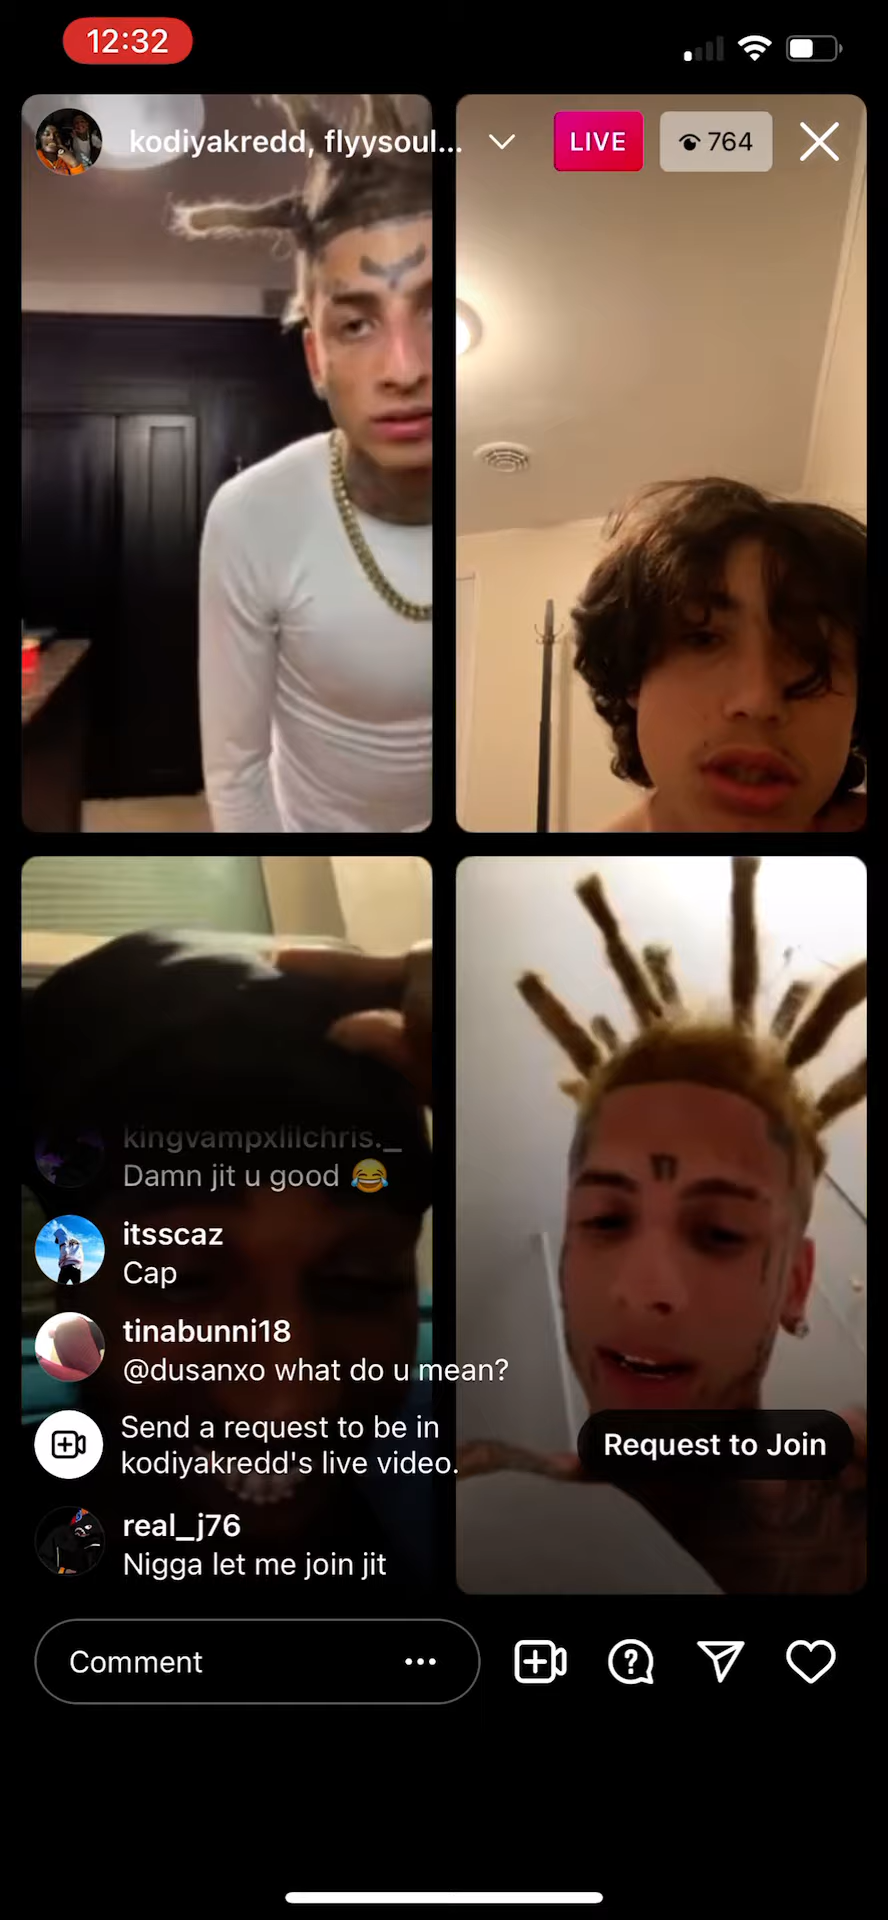 12:32
kodiyakredd, flyysoul...
LIVE
764
kingvampxlilchris._
Damn jit u good 😂
itsscaz
Cap
tinabunni18
@dusanxo what do u mean?
Send a request to be in
kodiyakredd's live video.
Request to Join
real_j76
Nigga let me join jit
Comment